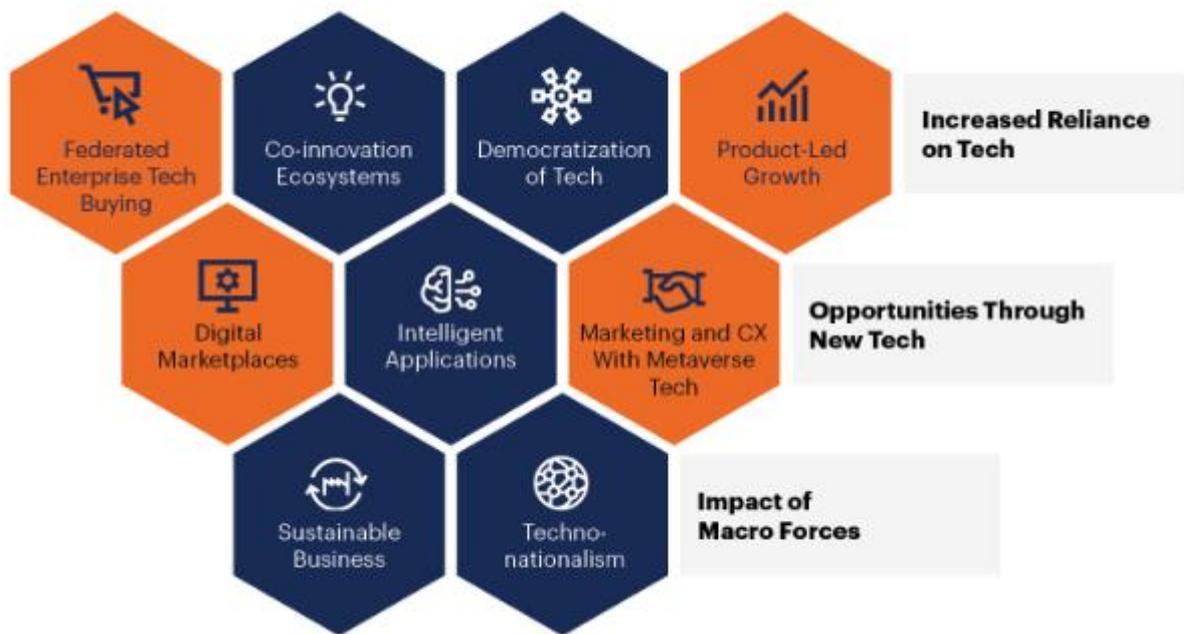 Federated
Enterprise Tech
Buying
Co-innovation
Ecosystems
Democratization
of Tech
Product-Led
Growth
Increased Reliance
on Tech
Digital
Marketplaces
Intelligent
Applications
Marketing and CX
With Metaverse
Tech
Opportunities Through
New Tech
Sustainable
Business
Techno-
nationalism
Impact of
Macro Forces